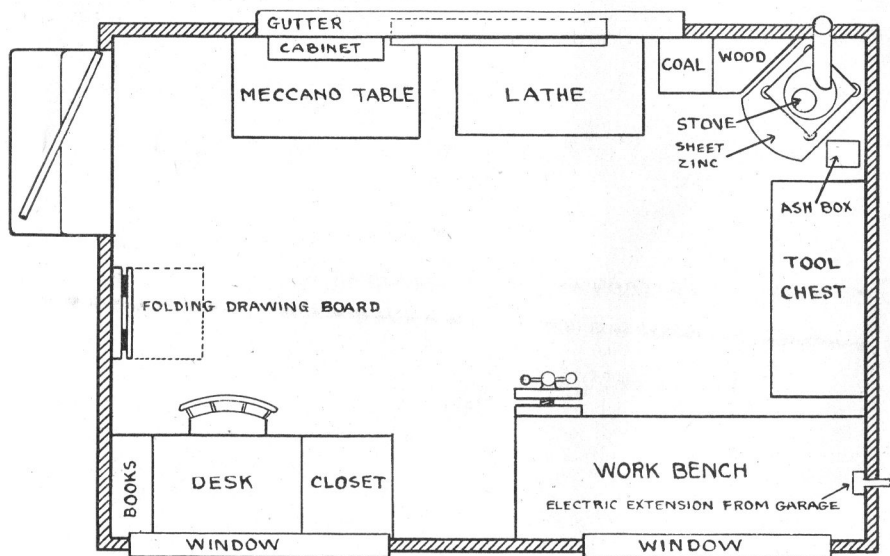 GUTTER
CABINET
MECCANO TABLE
LATHE
COAL
WOOD
STOVE
SHEET
ZINC
ASH BOX
TOOL
CHEST
FOLDING DRAWING BOARD
BOOKS
DESK
CLOSET
WORK BENCH
ELECTRIC EXTENSION FROM GARAGE
WINDOW
WINDOW